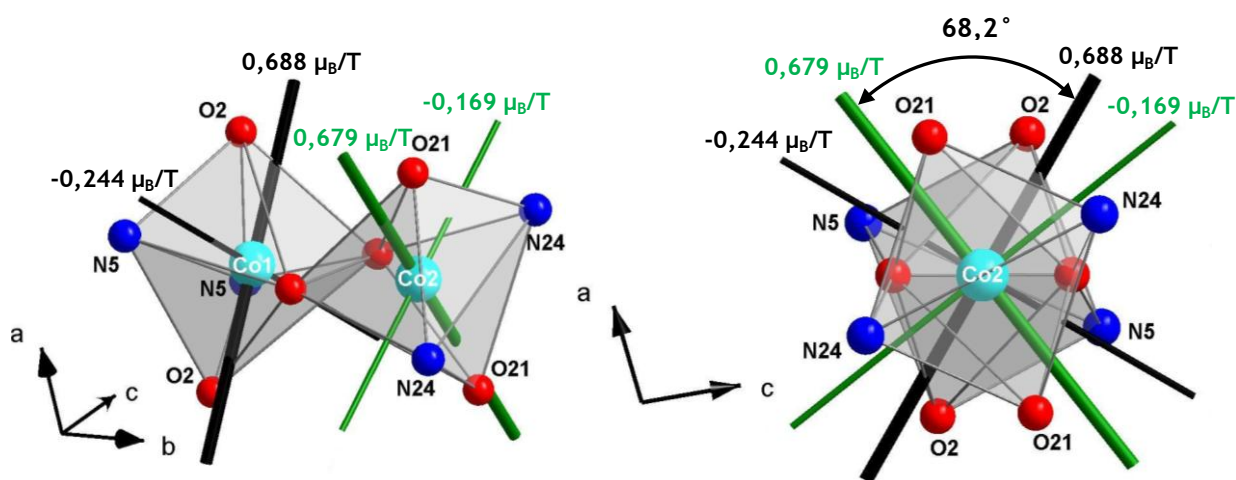 0,688 μB/T
O2
-0,169 μB/T
0,679 μB/T
O21
-0,244 μB/T
N5
Co1
N5
Co2
N24
O2
N24
O21
a
c
b
68,2°
0,679 μB/T
0,688 μB/T
-0,169 μB/T
O21
O2
-0,244 μB/T
N5
N24
Co2
N24
N5
O2
O21
a
c